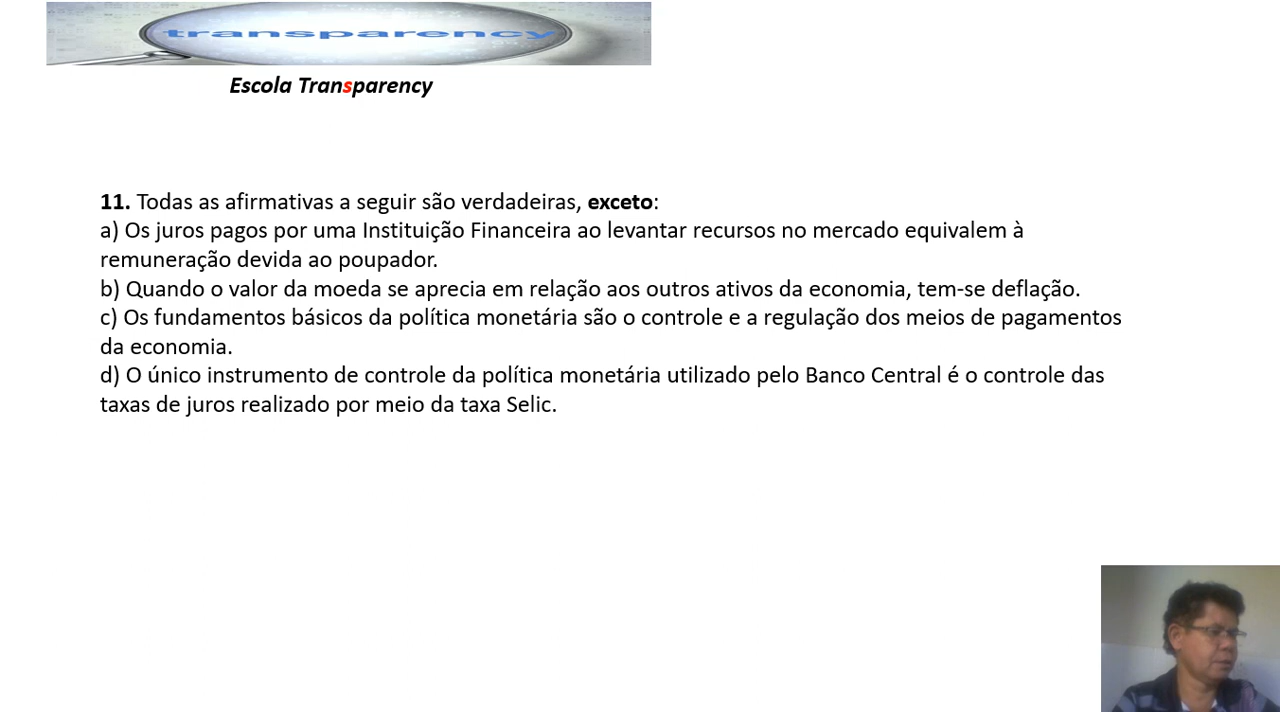 transparency
Escola Transparency
11. Todas as afirmativas a seguir são verdadeiras, exceto:
a) Os juros pagos por uma Instituição Financeira ao levantar recursos no mercado equivalem à
remuneração devida ao poupador.
b) Quando o valor da moeda se aprecia em relação aos outros ativos da economia, tem-se deflação.
c) Os fundamentos básicos da política monetária são o controle e a regulação dos meios de pagamentos
da economia.
d) O único instrumento de controle da política monetária utilizado pelo Banco Central é o controle das
taxas de juros realizado por meio da taxa Selic.